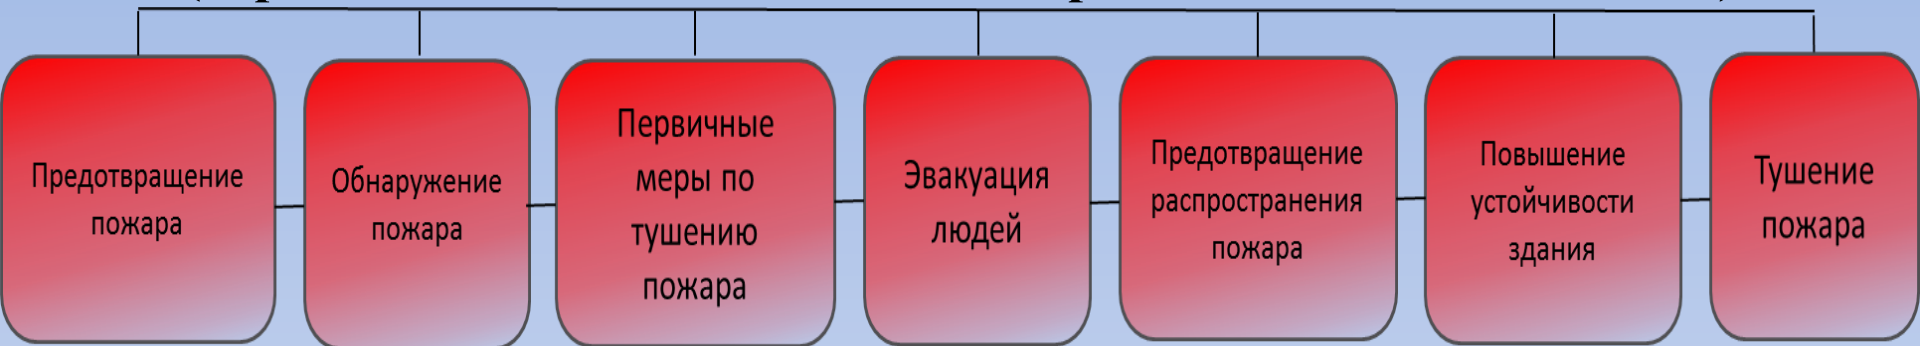 Предотвращение
пожара
Обнаружение
пожара
Первичные
меры по
тушению
пожара
Эвакуация
людей
Предотвращение
распространения
пожара
Повышение
устойчивости
здания
Тушение
пожара